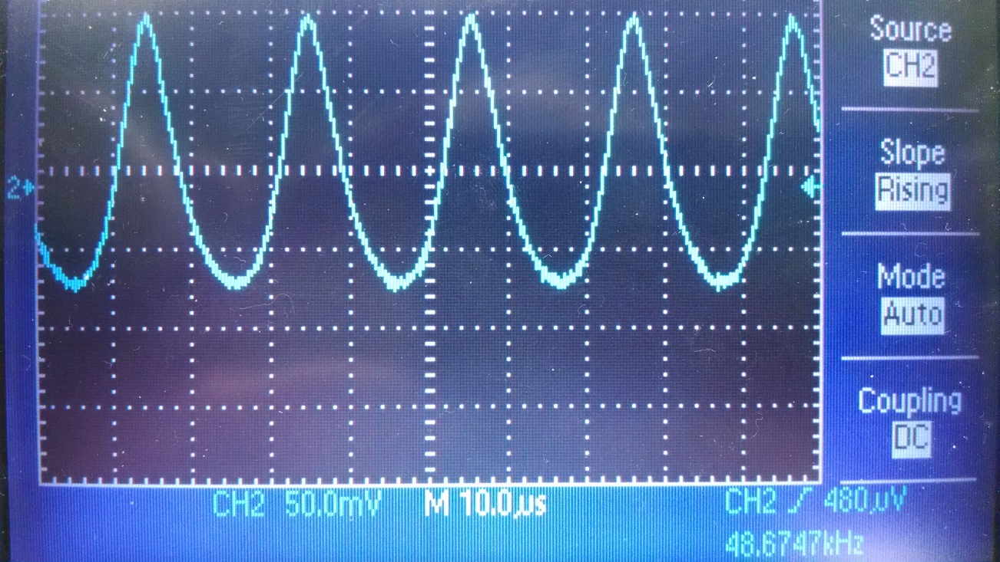 Source
CH2
Slope
Rising
Mode
Auto
Coupling
DC
2
CH2 50.0mV M 10.0µs CH2 480µV
48.6747kHz